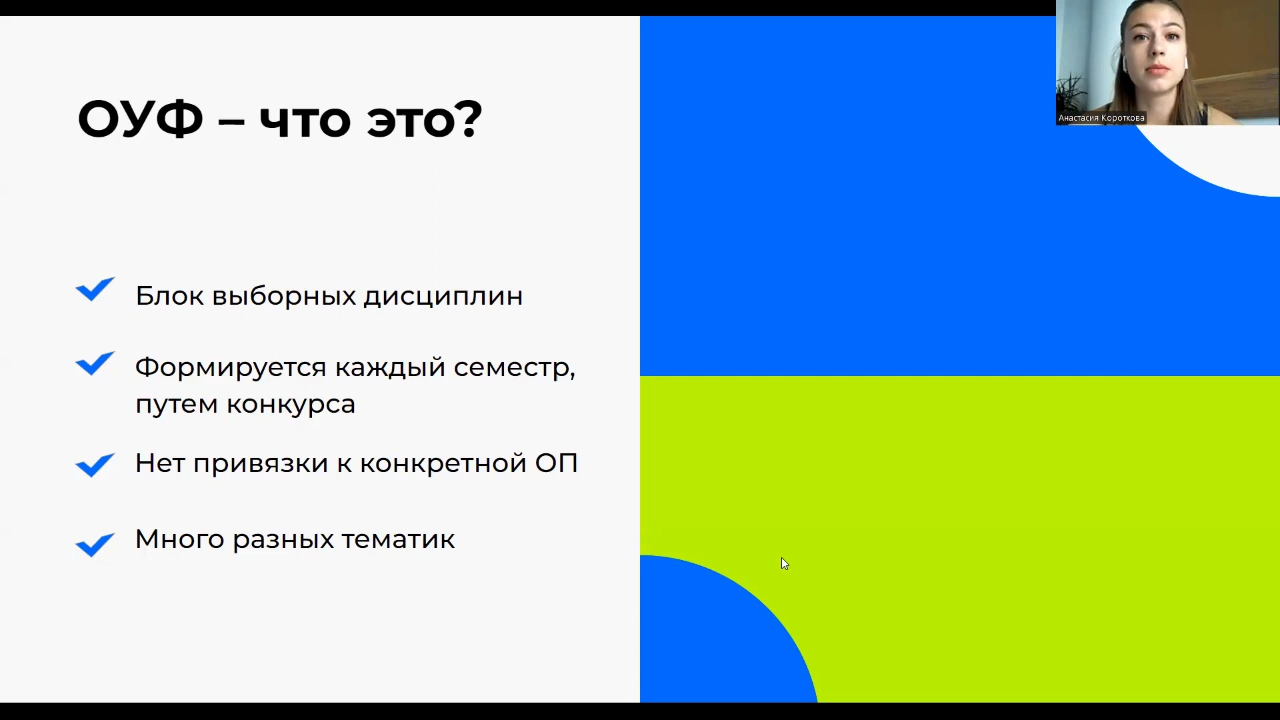 ОУФ – что это?
Анастасия Короткова
Блок выборных дисциплин
Формируется каждый семестр,
путем конкурса
Нет привязки к конкретной ОП
Много разных тематик